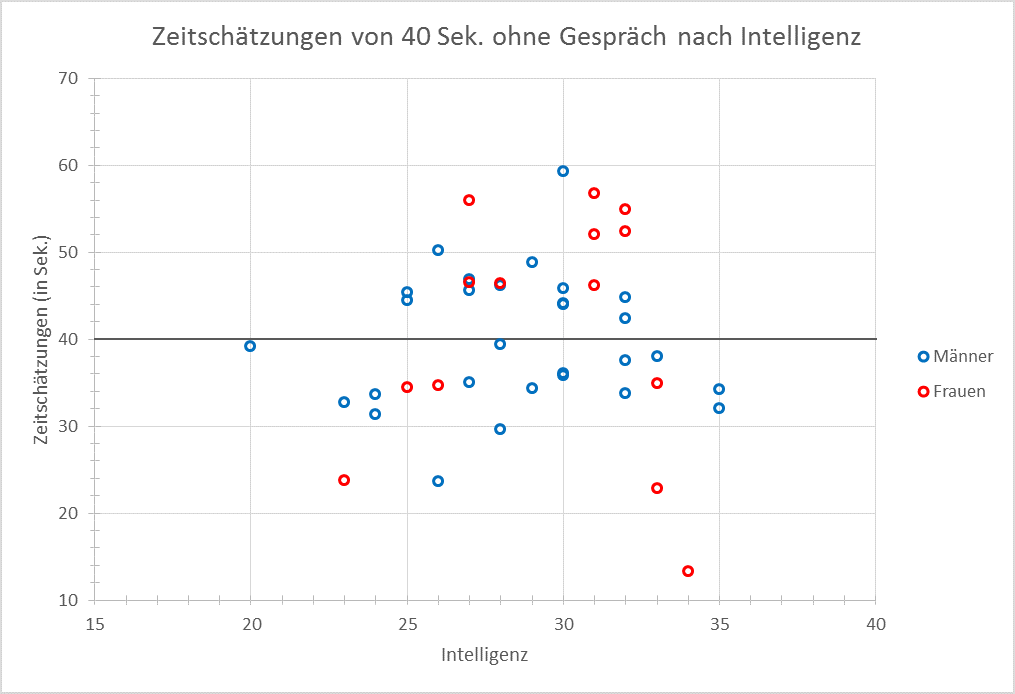 Zeitschätzungen von 40 Sek. ohne Gespräch nach Intelligenz
Zeitschätzungen (in Sek.)
70
60
50
40
30
20
10
15 20 25 30 35 40
Intelligenz
Männer
Frauen